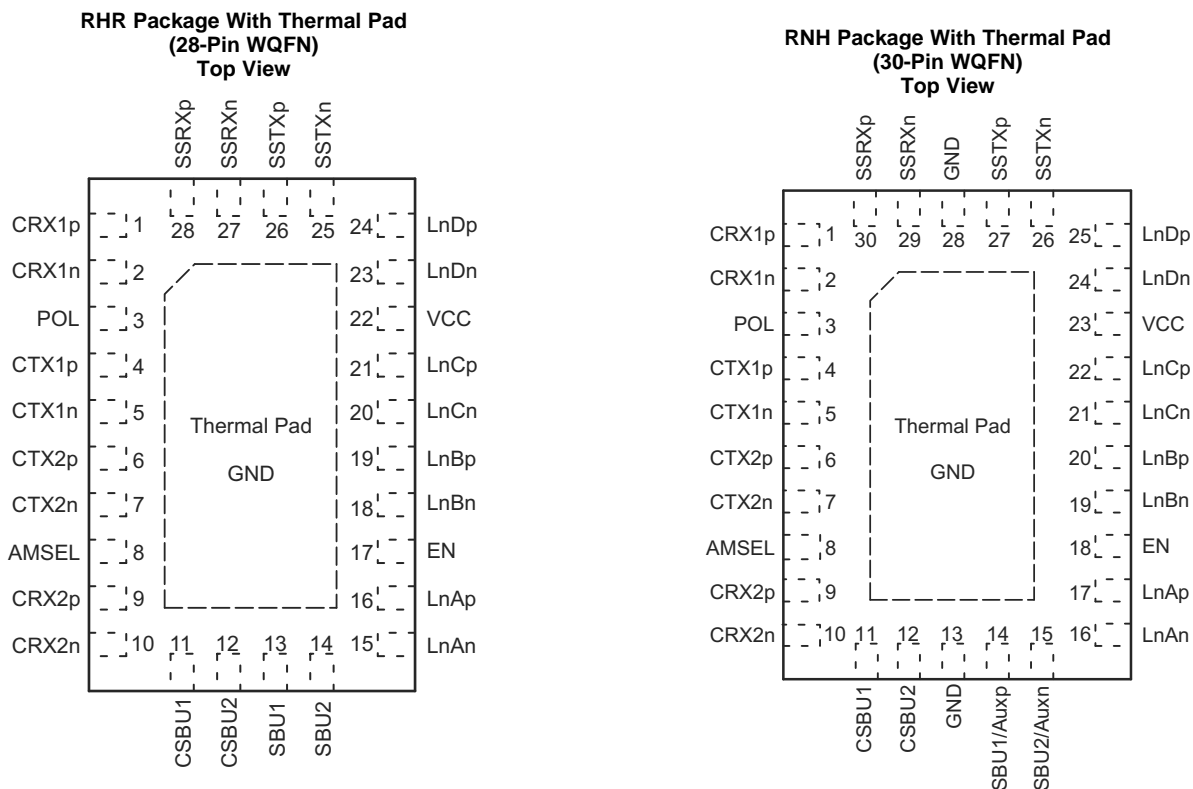 RHR Package With Thermal Pad
(28-Pin WQFN)
Top View
SSRXp
SSRXn
SSTXp
SSTXn
28 27 26 25
CRX1p 1 24 LnDp
CRX1n 2 23 LnDn
POL 3 22 VCC
CTX1p 4 21 LnCp
CTX1n 5 20 LnCn
CTX2p 6 19 LnBp
CTX2n 7 18 LnBn
AMSEL 8 17 EN
CRX2p 9 16 LnAp
CRX2n 10 15 LnAn
Thermal Pad
GND
11 12 13 14
CSBU1
CSBU2
SBU1
SBU2
RNH Package With Thermal Pad
(30-Pin WQFN)
Top View
SSRXp
SSRXn
GND
SSTXp
SSTXn
30 29 28 27 26
CRX1p 1 25 LnDp
CRX1n 2 24 LnDn
POL 3 23 VCC
CTX1p 4 22 LnCp
CTX1n 5 21 LnCn
CTX2p 6 20 LnBp
CTX2n 7 19 LnBn
AMSEL 8 18 EN
CRX2p 9 17 LnAp
CRX2n 10 16 LnAn
Thermal Pad
GND
11 12 13 14 15
CSBU1
CSBU2
GND
SBU1/Auxp
SBU2/Auxn